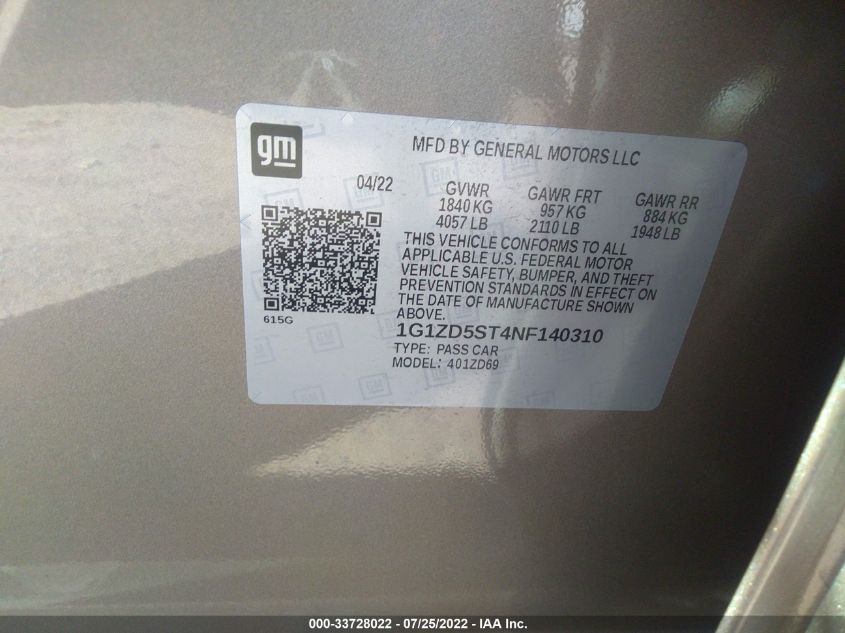 gm
MFD BY GENERAL MOTORS LLC
04/22
GVWR
1840 KG
4057 LB
GAWR FRT
957 KG
2110 LB
GAWR RR
884 KG
1948 LB
THIS VEHICLE CONFORMS TO ALL
APPLICABLE U.S. FEDERAL MOTOR
VEHICLE SAFETY, BUMPER, AND THEFT
PREVENTION STANDARDS IN EFFECT ON
THE DATE OF MANUFACTURE SHOWN
ABOVE.
615G
1G1ZD5ST4NF140310
TYPE: PASS CAR
MODEL: 401ZD69
000-33728022 - 07/25/2022 - IAA Inc.